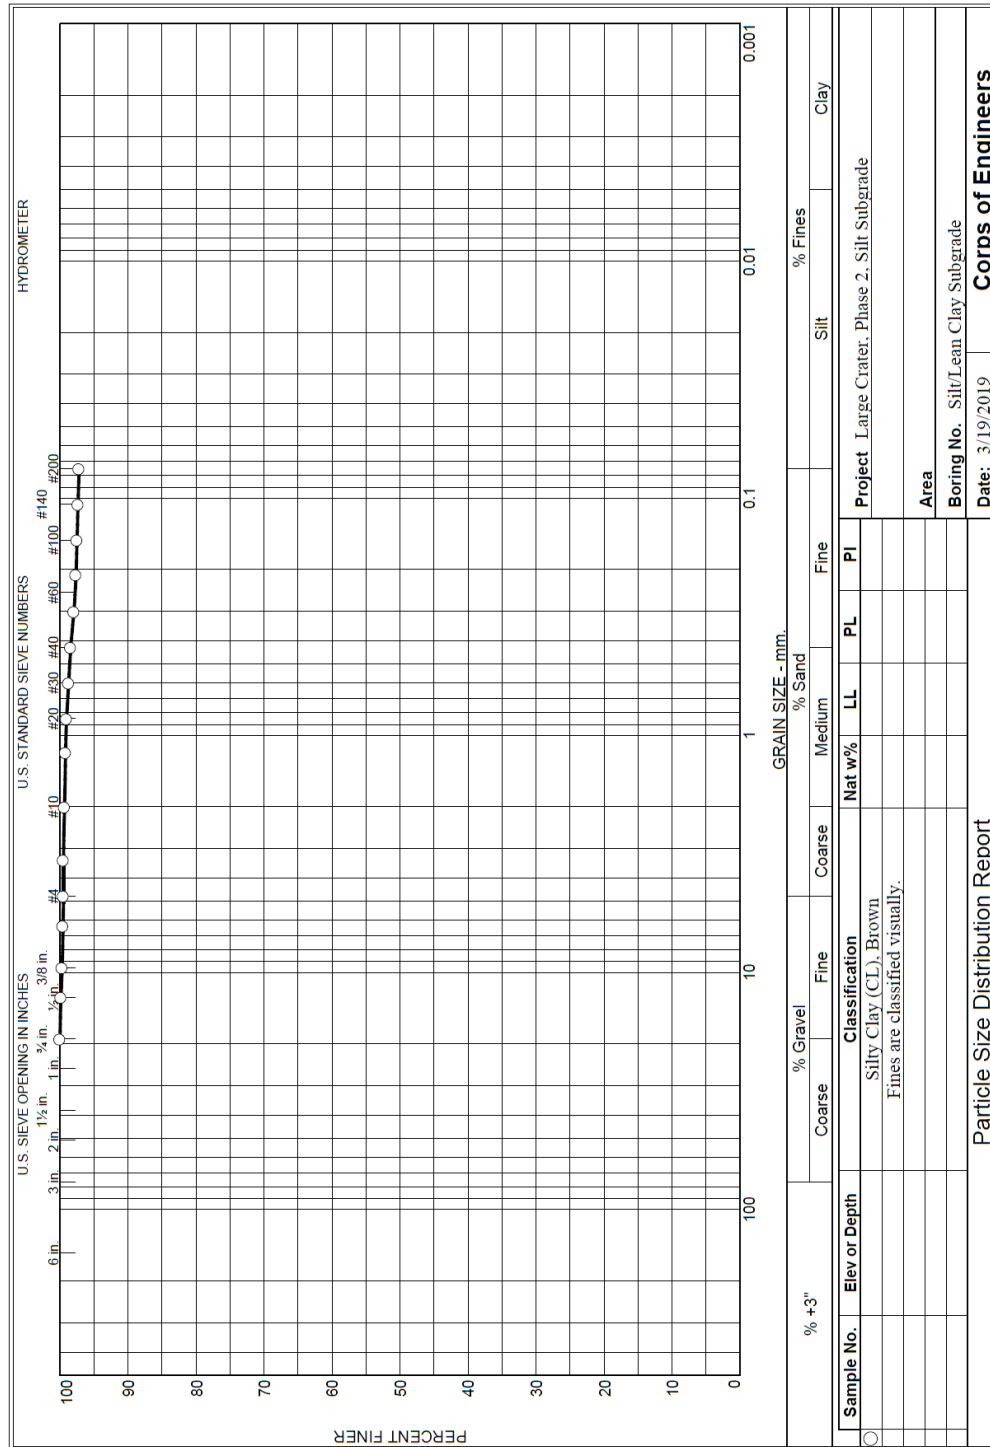 U.S. SIEVE OPENING IN INCHES U.S. STANDARD SIEVE NUMBERS HYDROMETER
6 in. 3 in. 2 in. 1½ in. 1 in. ¾ in. ½ in. 3/8 in. #4 #10 #20 #30 #40 #60 #100 #140 #200
PERCENT FINER
100
90
80
70
60
50
40
30
20
10
0
100 10 1 0.1 0.01 0.001
GRAIN SIZE - mm.
% +3" % Gravel % Sand % Fines
Coarse Fine Coarse Medium Fine Silt Clay
Sample No. Elev or Depth Classification Nat w% LL PL PI
Silty Clay (CL), Brown
Fines are classified visually.
Project Large Crater, Phase 2, Silt Subgrade
Area
Boring No. Silt/Lean Clay Subgrade
Particle Size Distribution Report
Date: 3/19/2019 Corps of Engineers